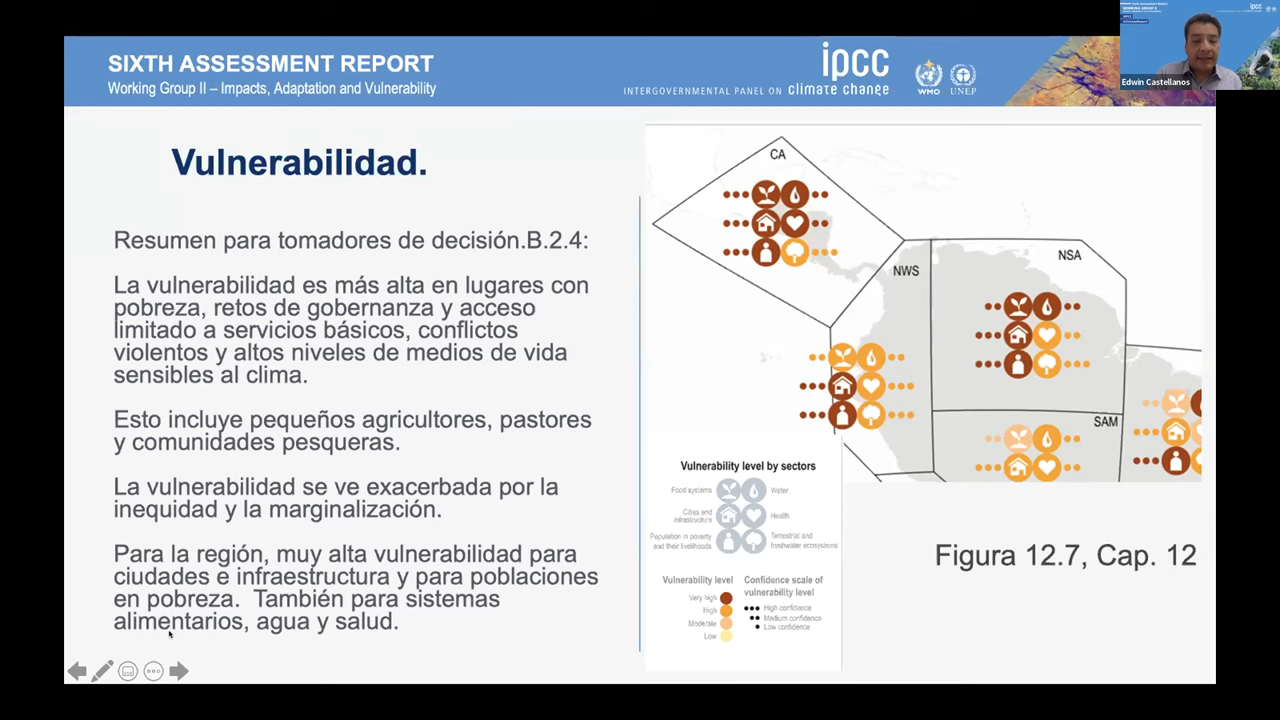 SIXTH ASSESSMENT REPORT
Working Group II – Impacts, Adaptation and Vulnerability
INTERGOVERNMENTAL PANEL ON climate change
ipcc
WMO
UNEP
ipcc
Edwin Castellanos
Vulnerabilidad.
Resumen para tomadores de decisión.B.2.4:
La vulnerabilidad es más alta en lugares con
pobreza, retos de gobernanza y acceso
limitado a servicios básicos, conflictos
violentos y altos niveles de medios de vida
sensibles al clima.
Esto incluye pequeños agricultores, pastores
y comunidades pesqueras.
La vulnerabilidad se ve exacerbada por la
inequidad y la marginalización.
Para la región, muy alta vulnerabilidad para
ciudades e infraestructura y para poblaciones
en pobreza. También para sistemas
alimentarios, agua y salud.
CA
NWS
NSA
SAM
Vulnerability level by sectors
Food systems
Water
Cities and
infrastructure
Health
Population in poverty
and their livelihoods
Terrestrial and
freshwater ecosystems
Vulnerability level
Very high
High
Moderate
Low
Confidence scale of
vulnerability level
High confidence
Medium confidence
Low confidence
Figura 12.7, Cap. 12